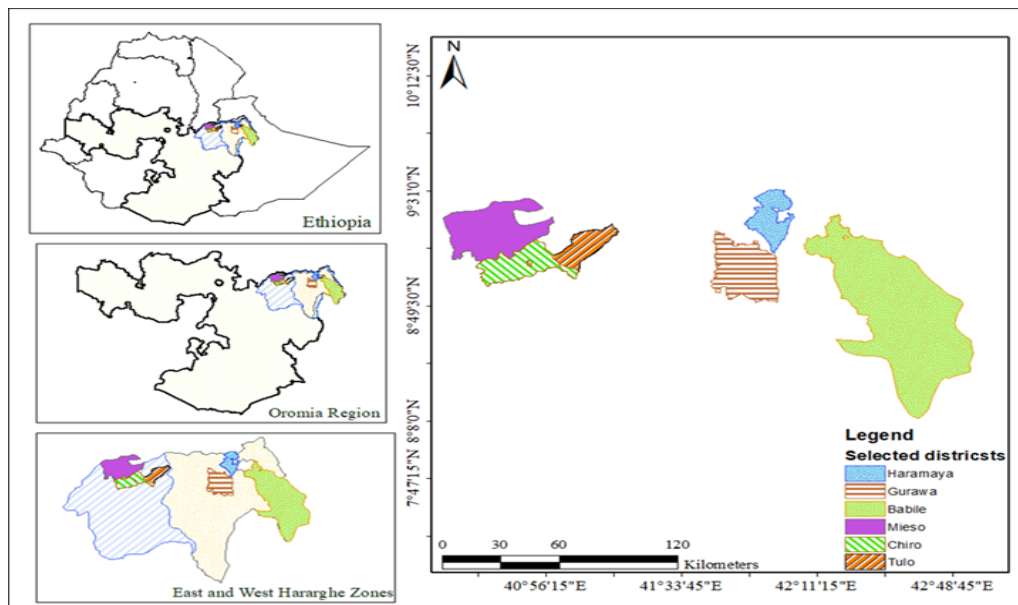 Ethiopia
Oromia Region
East and West Hararghe Zones
N
10°12'30"N
9°31'0"N
8°49'30"N
8°8'0"N
7°47'15"N
Legend
Selected districsts
Haramaya
Gurawa
Babile
Mieso
Chiro
Tulo
0 30 60 120
Kilometers
40°56'15"E 41°33'45"E 42°11'15"E 42°48'45"E